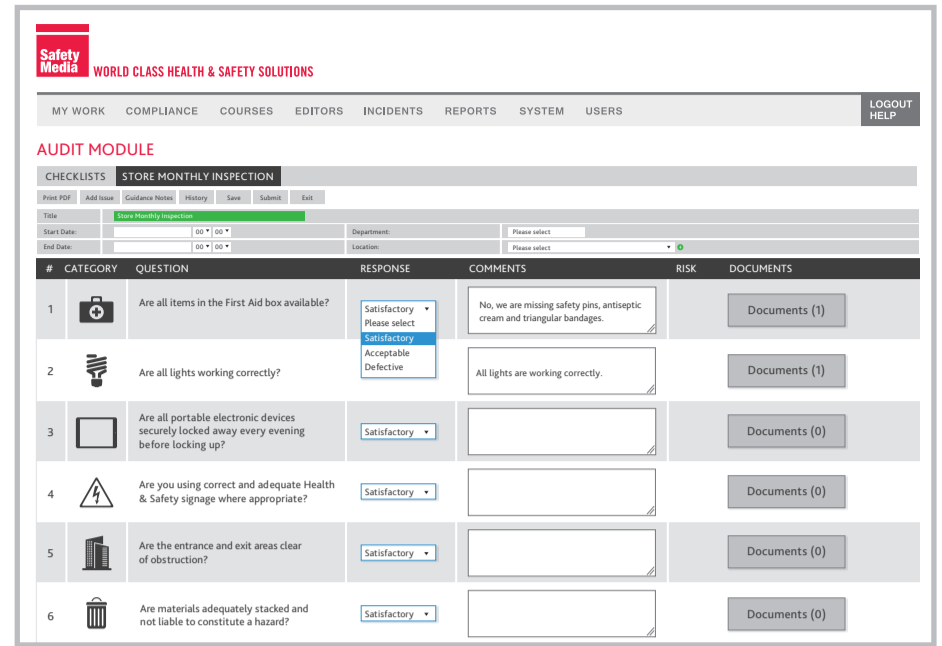 Safety
Media
WORLD CLASS HEALTH & SAFETY SOLUTIONS
MY WORK COMPLIANCE COURSES EDITORS INCIDENTS REPORTS SYSTEM USERS
LOGOUT
HELP
AUDIT MODULE
CHECKLISTS STORE MONTHLY INSPECTION
Print PDF Add Issue Guidance Notes History Save Submit Exit
Title Store Monthly Inspection
Start Date: 00 00 Department: Please select
End Date: 00 00 Location: Please select
# CATEGORY QUESTION RESPONSE COMMENTS RISK DOCUMENTS
1 Are all items in the First Aid box available?
Satisfactory
Please select
Satisfactory
Acceptable
Defective
No, we are missing safety pins, antiseptic
cream and triangular bandages.
Documents (1)
2 Are all lights working correctly?
All lights are working correctly.
Documents (1)
3 Are all portable electronic devices
securely locked away every evening
before locking up?
Satisfactory
Documents (0)
4 Are you using correct and adequate Health
& Safety signage where appropriate?
Satisfactory
Documents (0)
5 Are the entrance and exit areas clear
of obstruction?
Satisfactory
Documents (0)
6 Are materials adequately stacked and
not liable to constitute a hazard?
Satisfactory
Documents (0)